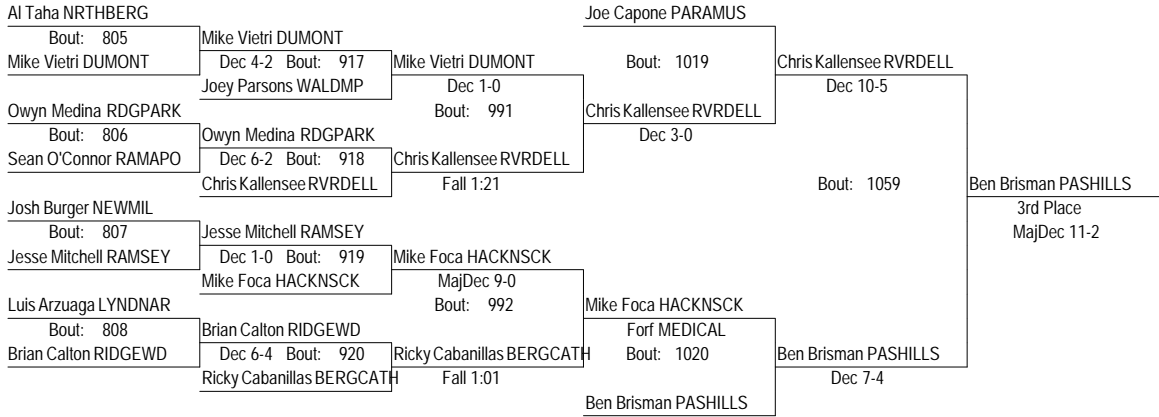 Al Taha NRTHBERG
Joe Capone PARAMUS
Bout: 805
Mike Vietri DUMONT
Mike Vietri DUMONT
Dec 4-2 Bout: 917
Mike Vietri DUMONT
Bout: 1019
Chris Kallensee RVRDELL
Joey Parsons WALDMP
Dec 1-0
Dec 10-5
Owyn Medina RDGPARK
Bout: 991
Chris Kallensee RVRDELL
Bout: 806
Owyn Medina RDGPARK
Dec 3-0
Sean O'Connor RAMAPO
Dec 6-2 Bout: 918
Chris Kallensee RVRDELL
Chris Kallensee RVRDELL
Fall 1:21
Bout: 1059
Ben Brisman PASHILLS
Josh Burger NEWMIL
3rd Place
Bout: 807
Jesse Mitchell RAMSEY
MajDec 11-2
Jesse Mitchell RAMSEY
Dec 1-0 Bout: 919
Mike Foca HACKNSCK
Mike Foca HACKNSCK
MajDec 9-0
Luis Arzuaga LYNDNAR
Bout: 992
Mike Foca HACKNSCK
Bout: 808
Brian Calton RIDGEWD
Forf MEDICAL
Brian Calton RIDGEWD
Dec 6-4 Bout: 920
Ricky Cabanillas BERGCATH
Bout: 1020
Ben Brisman PASHILLS
Ricky Cabanillas BERGCATH
Fall 1:01
Dec 7-4
Ben Brisman PASHILLS